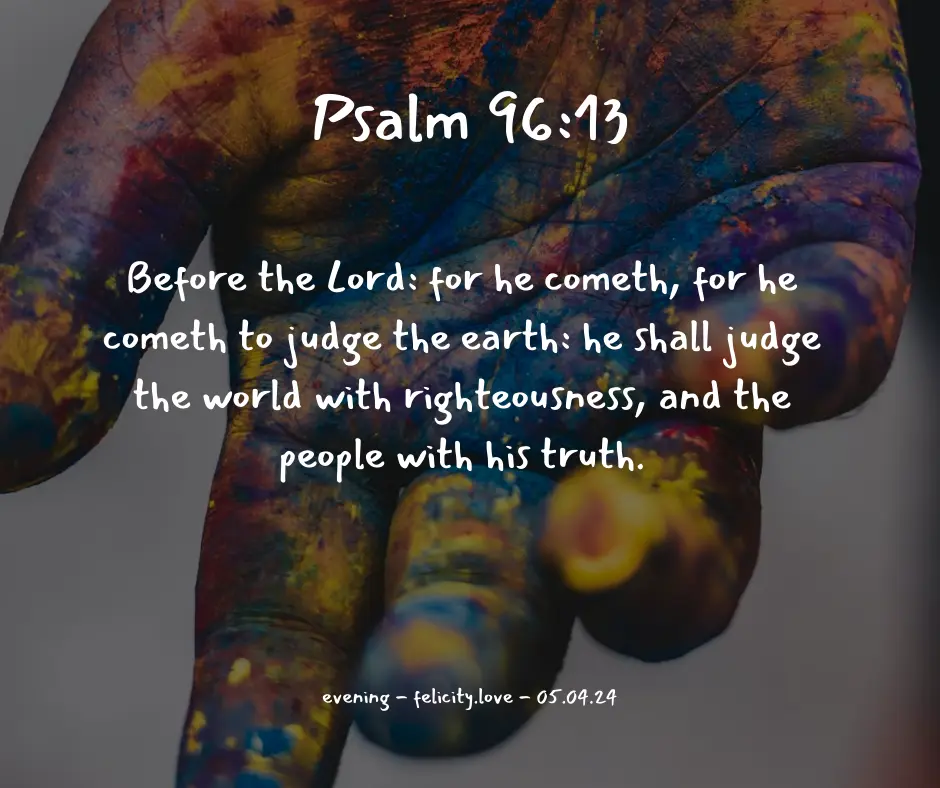 Psalm 96:13
Before the Lord: for he cometh, for he
cometh to judge the earth: he shall judge
the world with righteousness, and the
people with his truth.
evening – felicity.love – 05.04.24